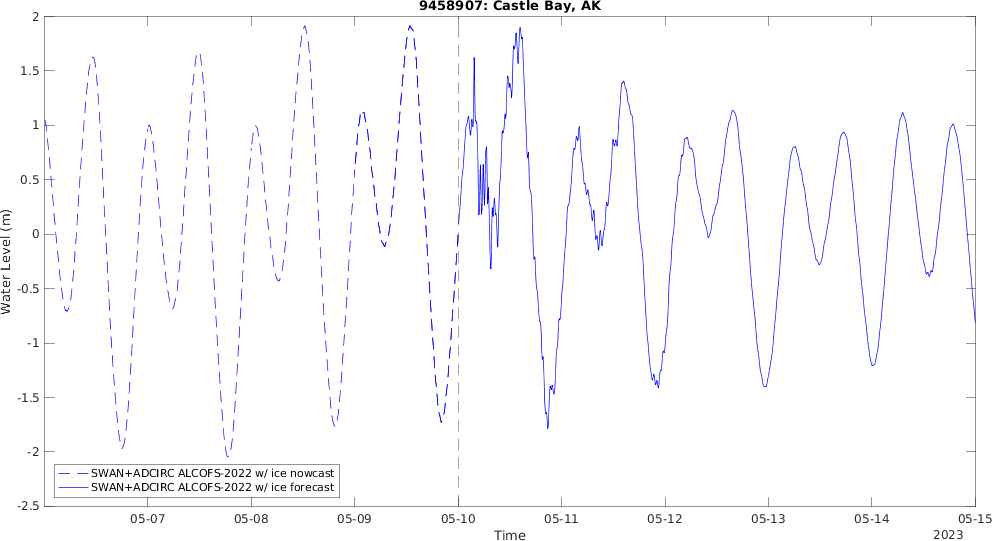 9458907: Castle Bay, AK
2
1.5
1
0.5
0
-0.5
-1
-1.5
-2
-2.5
Water Level (m)
SWAN+ADCIRC ALCOFS-2022 w/ ice nowcast
SWAN+ADCIRC ALCOFS-2022 w/ ice forecast
05-07 05-08 05-09 05-10 05-11 05-12 05-13 05-14 05-15
Time
2023